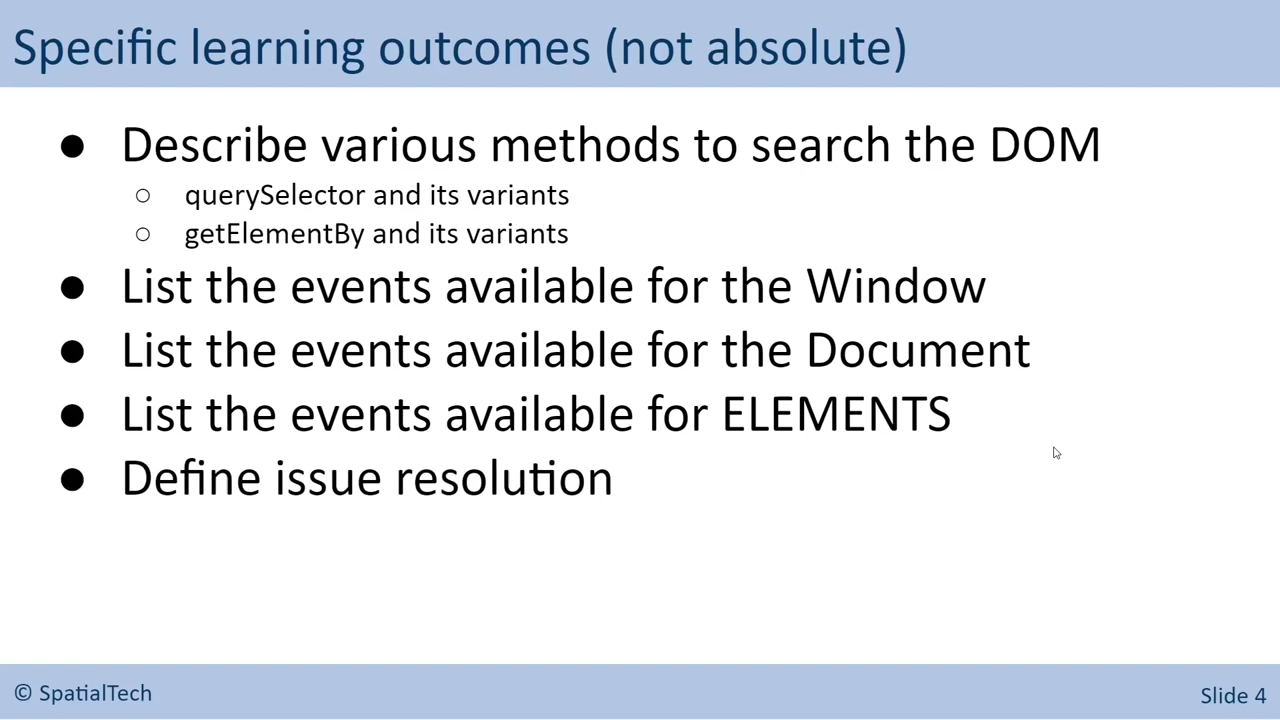 Specific learning outcomes (not absolute)
● Describe various methods to search the DOM
○ querySelector and its variants
○ getElementBy and its variants
● List the events available for the Window
● List the events available for the Document
● List the events available for ELEMENTS
● Define issue resolution
© SpatialTech
Slide 4